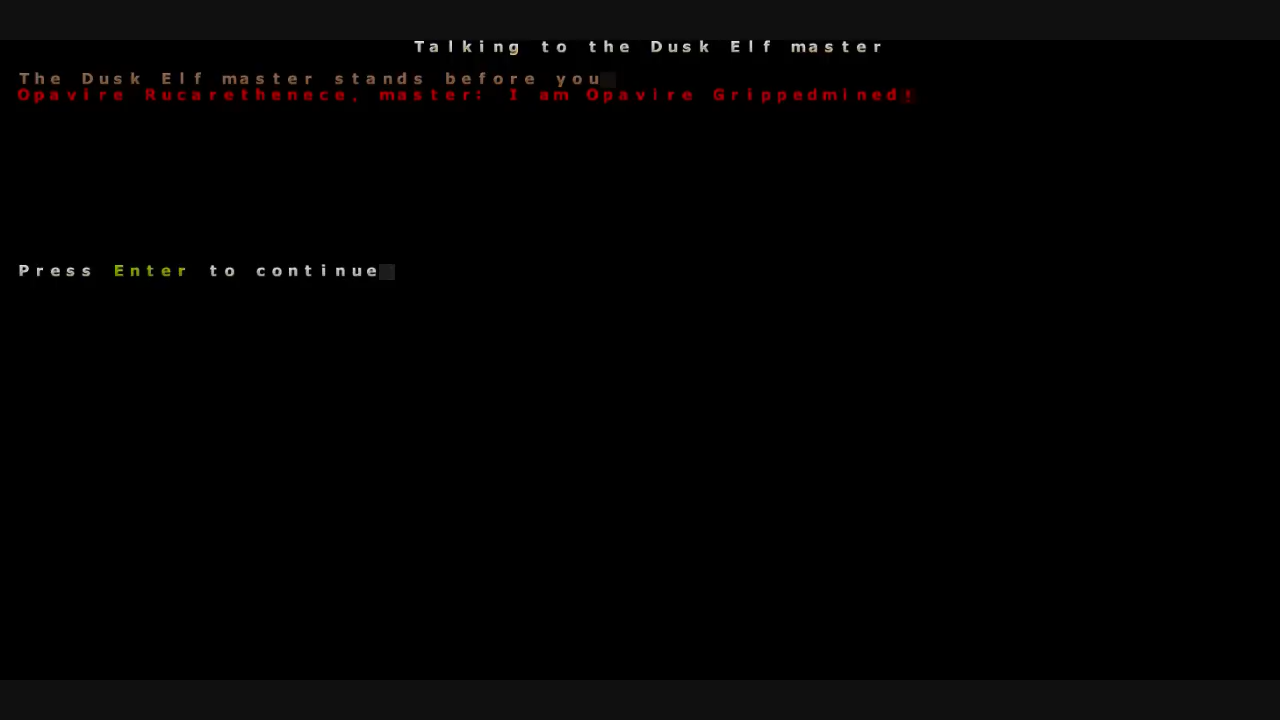 Talking to the Dusk Elf master
The Dusk Elf master stands before you.
Opavire Rucarethenece, master: I am Opavire Grippedmined!
Press Enter to continue